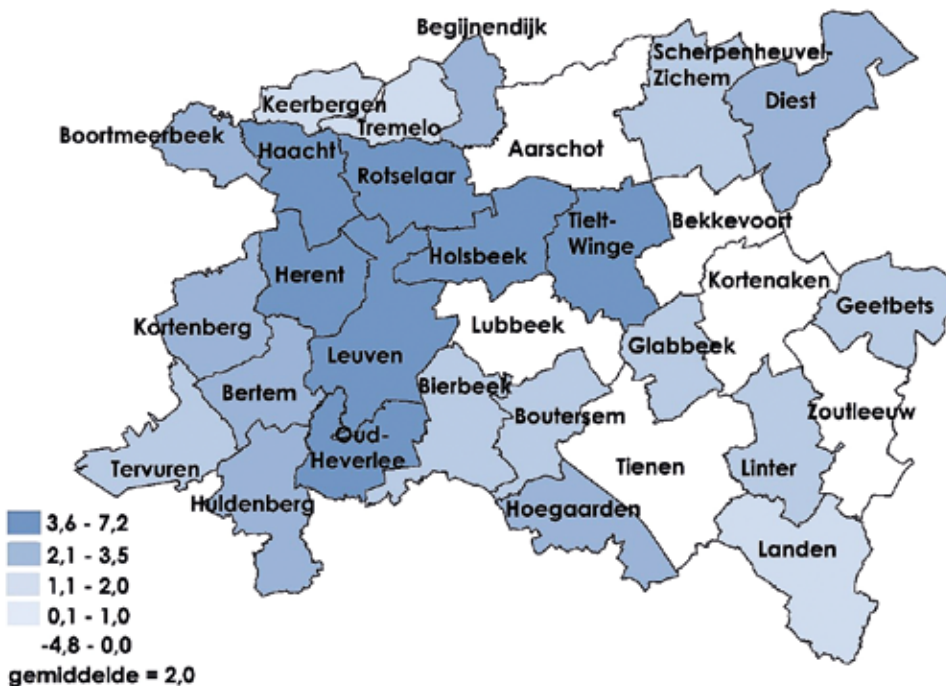 Begijnendijk
Scherpenheuvel-
Zichem
Keerbergen
Diest
Boortmeerbeek
Tremelo
Haacht
Aarschot
Rotselaar
Tielt-
Winge
Bekkevoort
Holsbeek
Herent
Kortenaken
Geetbets
Kortenberg
Lubbeek
Glabbeek
Leuven
Bierbeek
Bertem
Boutersem
Zoutleeuw
Oud-
Heverlee
Tervuren
Tienen
Linter
Huldenberg
Hoegaarden
Landen
3,6 - 7,2
2,1 - 3,5
1,1 - 2,0
0,1 - 1,0
-4,8 - 0,0
gemiddelde = 2,0